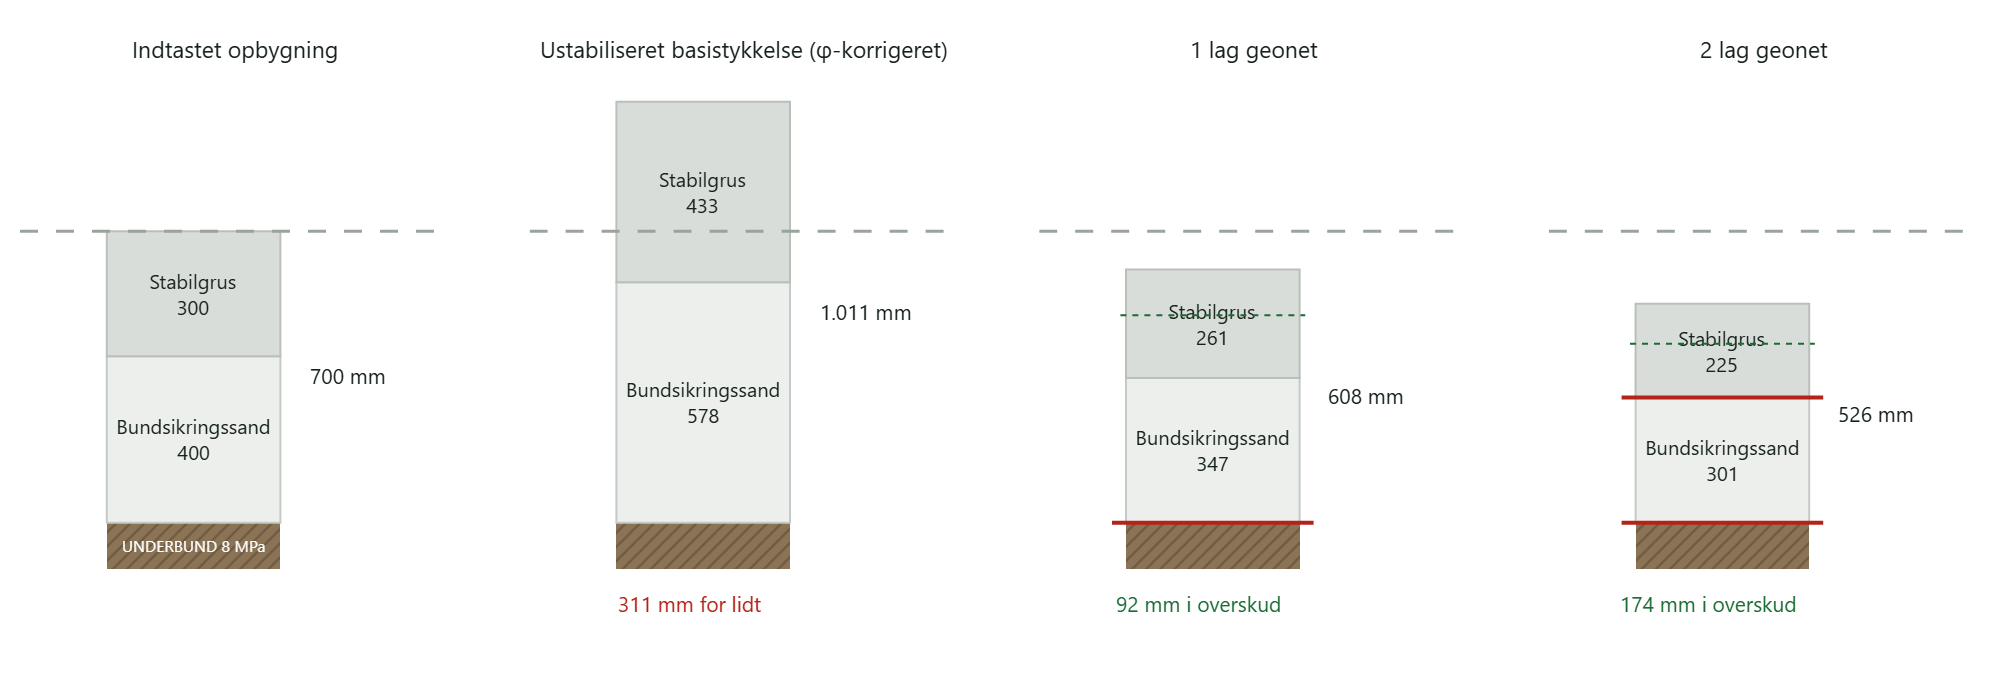 Indtastet opbygning
Ustabiliseret basistykkelse (φ-korrigeret)
1 lag geonet
2 lag geonet
Stabilgrus
300
700 mm
Bundsikringssand
400
UNDERBUND 8 MPa
Stabilgrus
433
1.011 mm
Bundsikringssand
578
311 mm for lidt
Stabilgrus
261
608 mm
Bundsikringssand
347
92 mm i overskud
Stabilgrus
225
526 mm
Bundsikringssand
301
174 mm i overskud